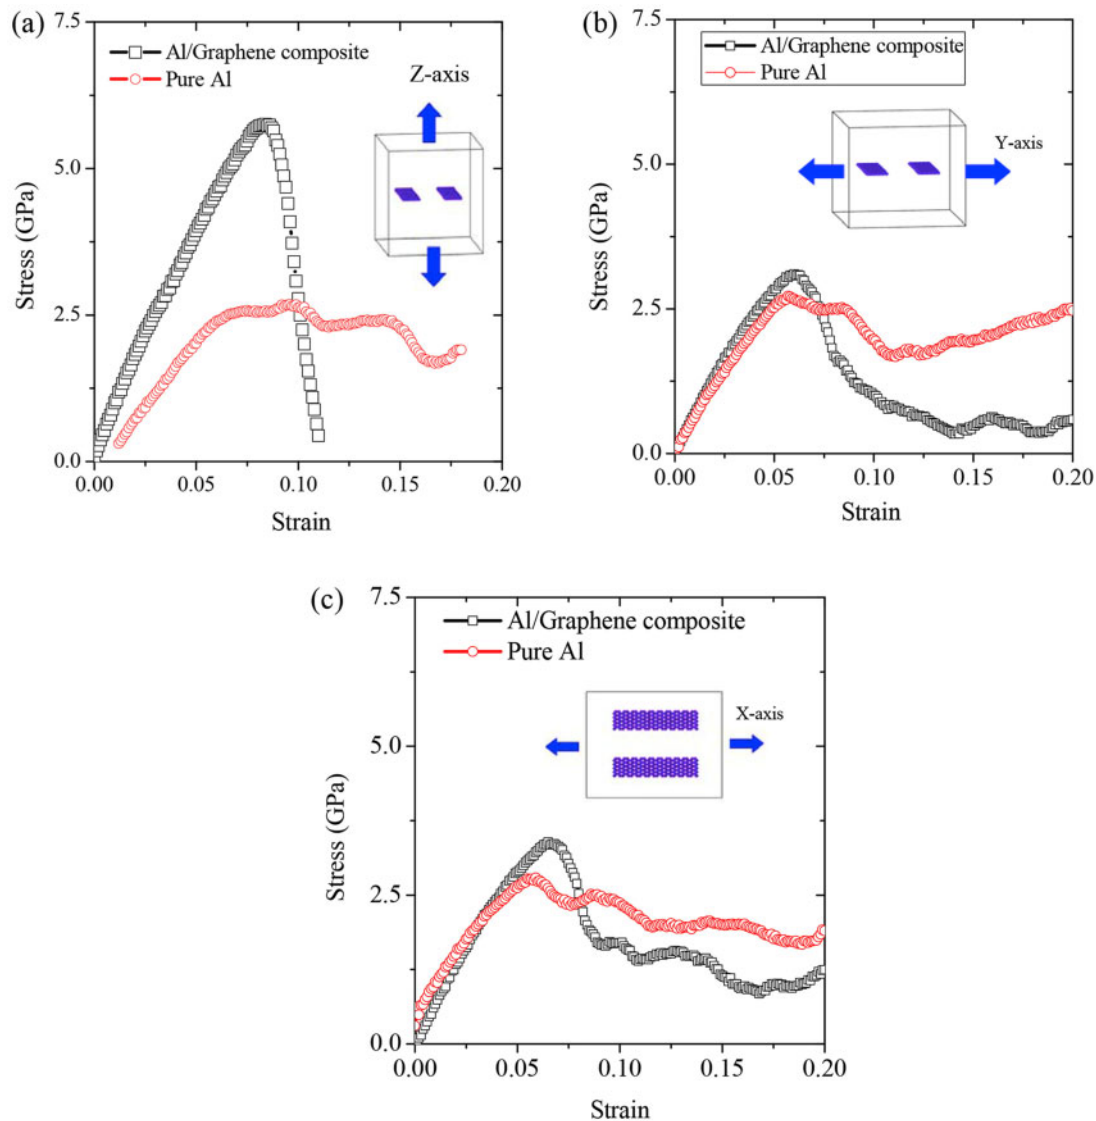 (a)
7.5
Al/Graphene composite
Pure Al
Z-axis
5.0
Stress (GPa)
2.5
0.0
0.00 0.05 0.10 0.15 0.20
Strain
(b)
7.5
Al/Graphene composite
Pure Al
Y-axis
5.0
Stress (GPa)
2.5
0.0
0.00 0.05 0.10 0.15 0.20
Strain
(c)
7.5
Al/Graphene composite
Pure Al
X-axis
5.0
Stress (GPa)
2.5
0.0
0.00 0.05 0.10 0.15 0.20
Strain